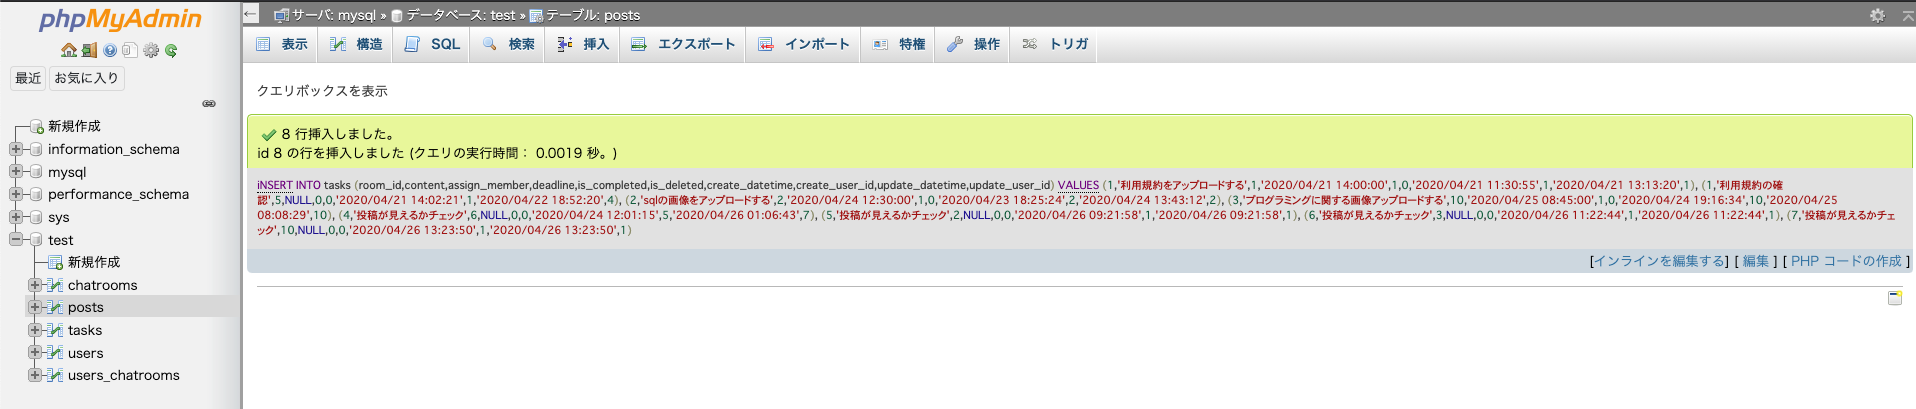 phpMyAdmin
最近 お気に入り
新規作成
information_schema
mysql
performance_schema
sys
test
新規作成
chatrooms
posts
tasks
users
users_chatrooms
サーバ: mysql » データベース: test » テーブル: posts
表示 構造 SQL 検索 挿入 エクスポート インポート 特権 操作 トリガ
クエリボックスを表示
8 行挿入しました。
id 8 の行を挿入しました (クエリの実行時間： 0.0019 秒。)
iNSERT INTO tasks (room_id,content,assign_member,deadline,is_completed,is_deleted,create_datetime,create_user_id,update_datetime,update_user_id) VALUES (1,'利用規約をアップロードする',1,'2020/04/21 14:00:00',1,0,'2020/04/21 11:30:55',1,'2020/04/21 13:13:20',1), (1,'利用規約の確
認',5,NULL,0,0,'2020/04/21 14:02:21',1,'2020/04/22 18:52:20',4), (2,'sqlの画像をアップロードする',2,'2020/04/24 12:30:00',1,0,'2020/04/23 18:25:24',2,'2020/04/24 13:43:12',2), (3,'プログラミングに関する画像アップロードする',10,'2020/04/25 08:45:00',1,0,'2020/04/24 19:16:34',10,'2020/04/25
08:08:29',10), (4,'投稿が見えるかチェック',6,NULL,0,0,'2020/04/24 12:01:15',5,'2020/04/26 01:06:43',7), (5,'投稿が見えるかチェック',2,NULL,0,0,'2020/04/26 09:21:58',1,'2020/04/26 09:21:58',1), (6,'投稿が見えるかチェック',3,NULL,0,0,'2020/04/26 11:22:44',1,'2020/04/26 11:22:44',1), (7,'投稿が見えるかチェ
ック',10,NULL,0,0,'2020/04/26 13:23:50',1,'2020/04/26 13:23:50',1)
[インラインを編集する] [ 編集 ] [ PHP コードの作成 ]